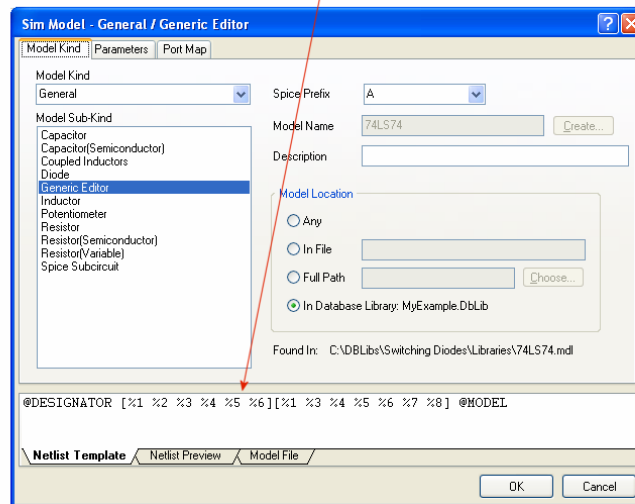 Sim Model - General / Generic Editor
Model Kind Parameters Port Map
Model Kind
General
Model Sub-Kind
Capacitor
Capacitor(Semiconductor)
Coupled Inductors
Diode
Generic Editor
Inductor
Potentiometer
Resistor
Resistor(Semiconductor)
Resistor(Variable)
Spice Subcircuit
Spice Prefix A
Model Name 74LS74 Create...
Description
Model Location
Any
In File
Full Path Choose...
In Database Library: MyExample.DbLib
Found In: C:\DBLibs\Switching Diodes\Libraries\74LS74.mdl
@DESIGNATOR [%1 %2 %3 %4 %5 %6][%1 %3 %4 %5 %6 %7 %8] @MODEL
Netlist Template Netlist Preview Model File
OK Cancel